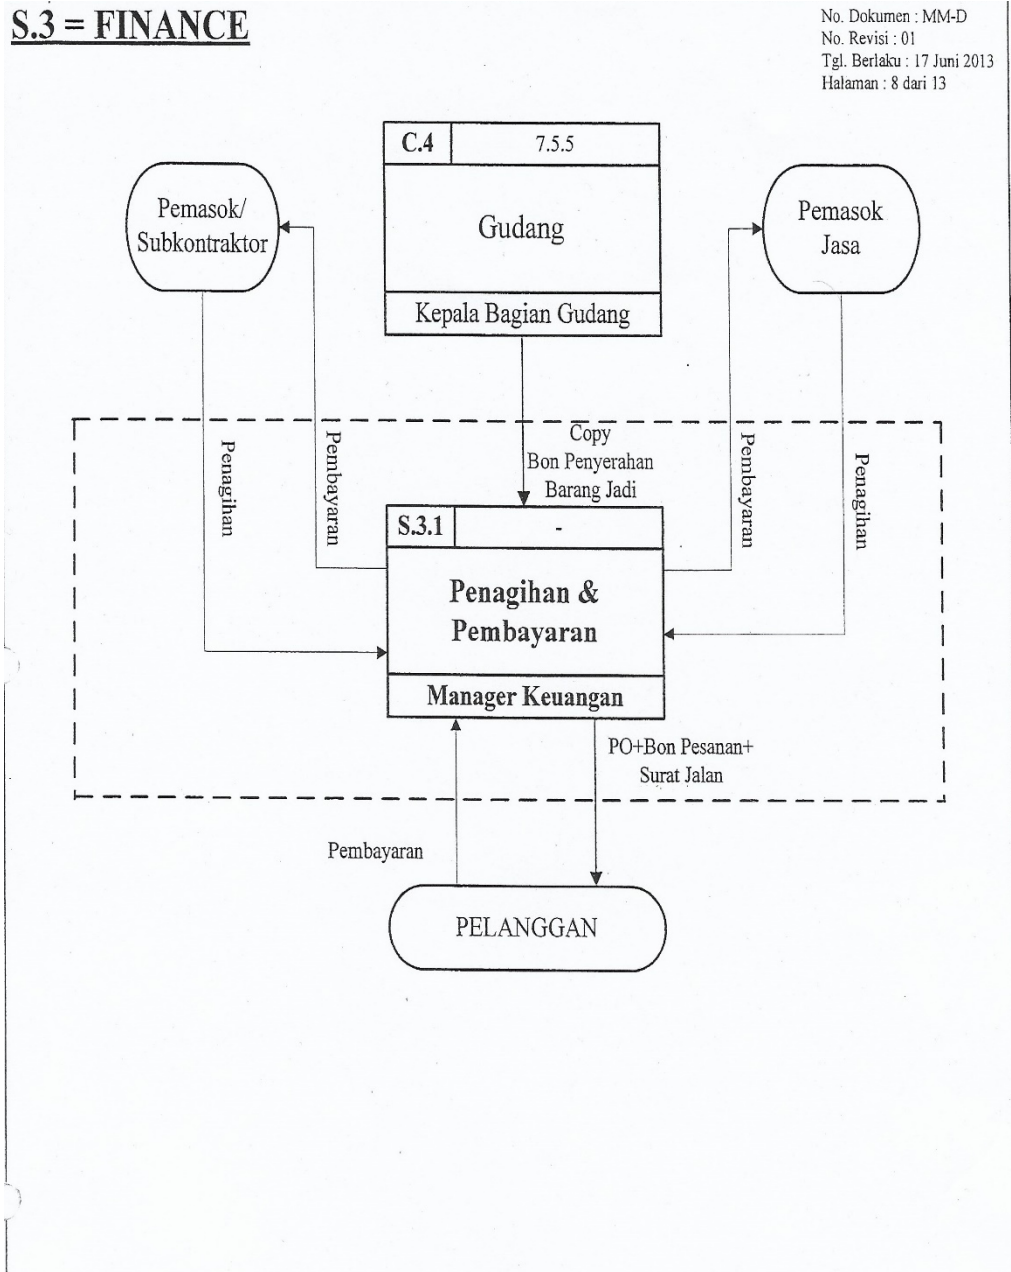 S.3 = FINANCE
No. Dokumen : MM-D
No. Revisi : 01
Tgl. Berlaku : 17 Juni 2013
Halaman : 8 dari 13
C.4
7.5.5
Gudang
Kepala Bagian Gudang
Pemasok/
Subkontraktor
Pemasok
Jasa
Penagihan
Pembayaran
Copy
Bon Penyerahan
Barang Jadi
Pembayaran
Penagihan
S.3.1
-
Penagihan &
Pembayaran
Manager Keuangan
PO+Bon Pesanan+
Surat Jalan
Pembayaran
PELANGGAN